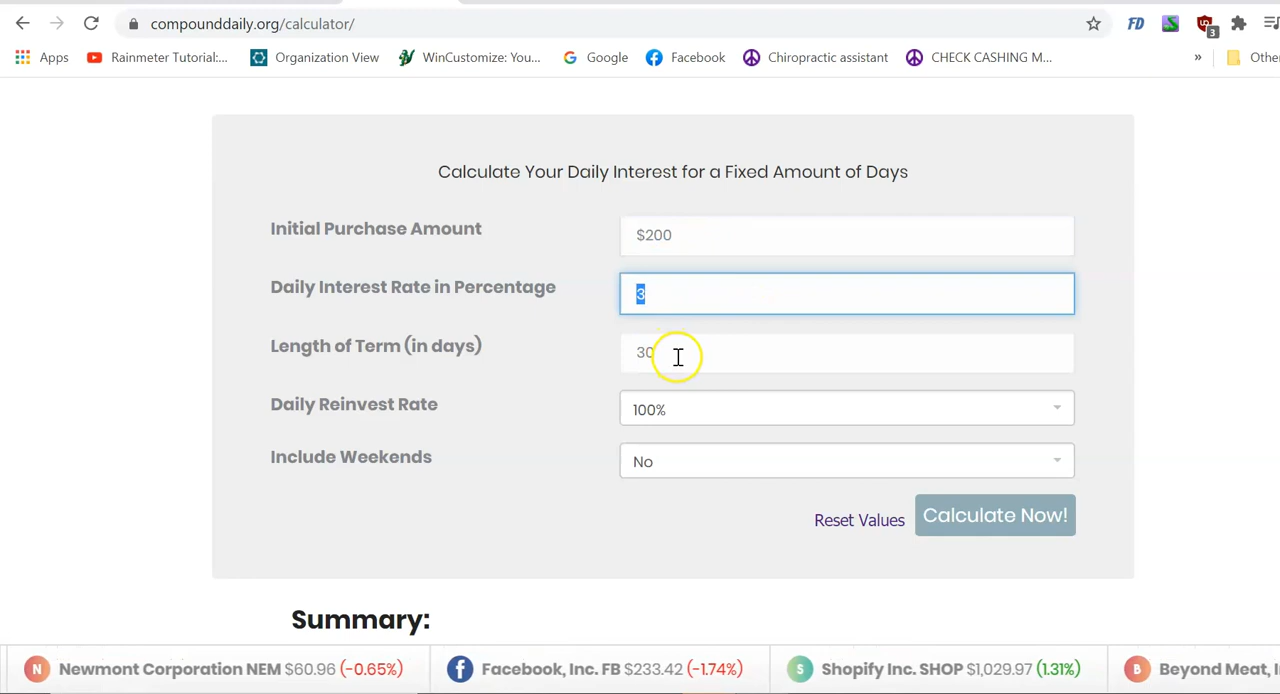 compounddaily.org/calculator/
FD
3
Apps Rainmeter Tutorial:... Organization View WinCustomize: You... Google Facebook Chiropractic assistant CHECK CASHING M... » Other
Calculate Your Daily Interest for a Fixed Amount of Days
Initial Purchase Amount $200
Daily Interest Rate in Percentage 3
Length of Term (in days) 30
Daily Reinvest Rate 100%
Include Weekends No
Reset Values Calculate Now!
Summary:
N Newmont Corporation NEM $60.96 (-0.65%) Facebook, Inc. FB $233.42 (-1.74%) S Shopify Inc. SHOP $1,029.97 (1.31%) B Beyond Meat, I